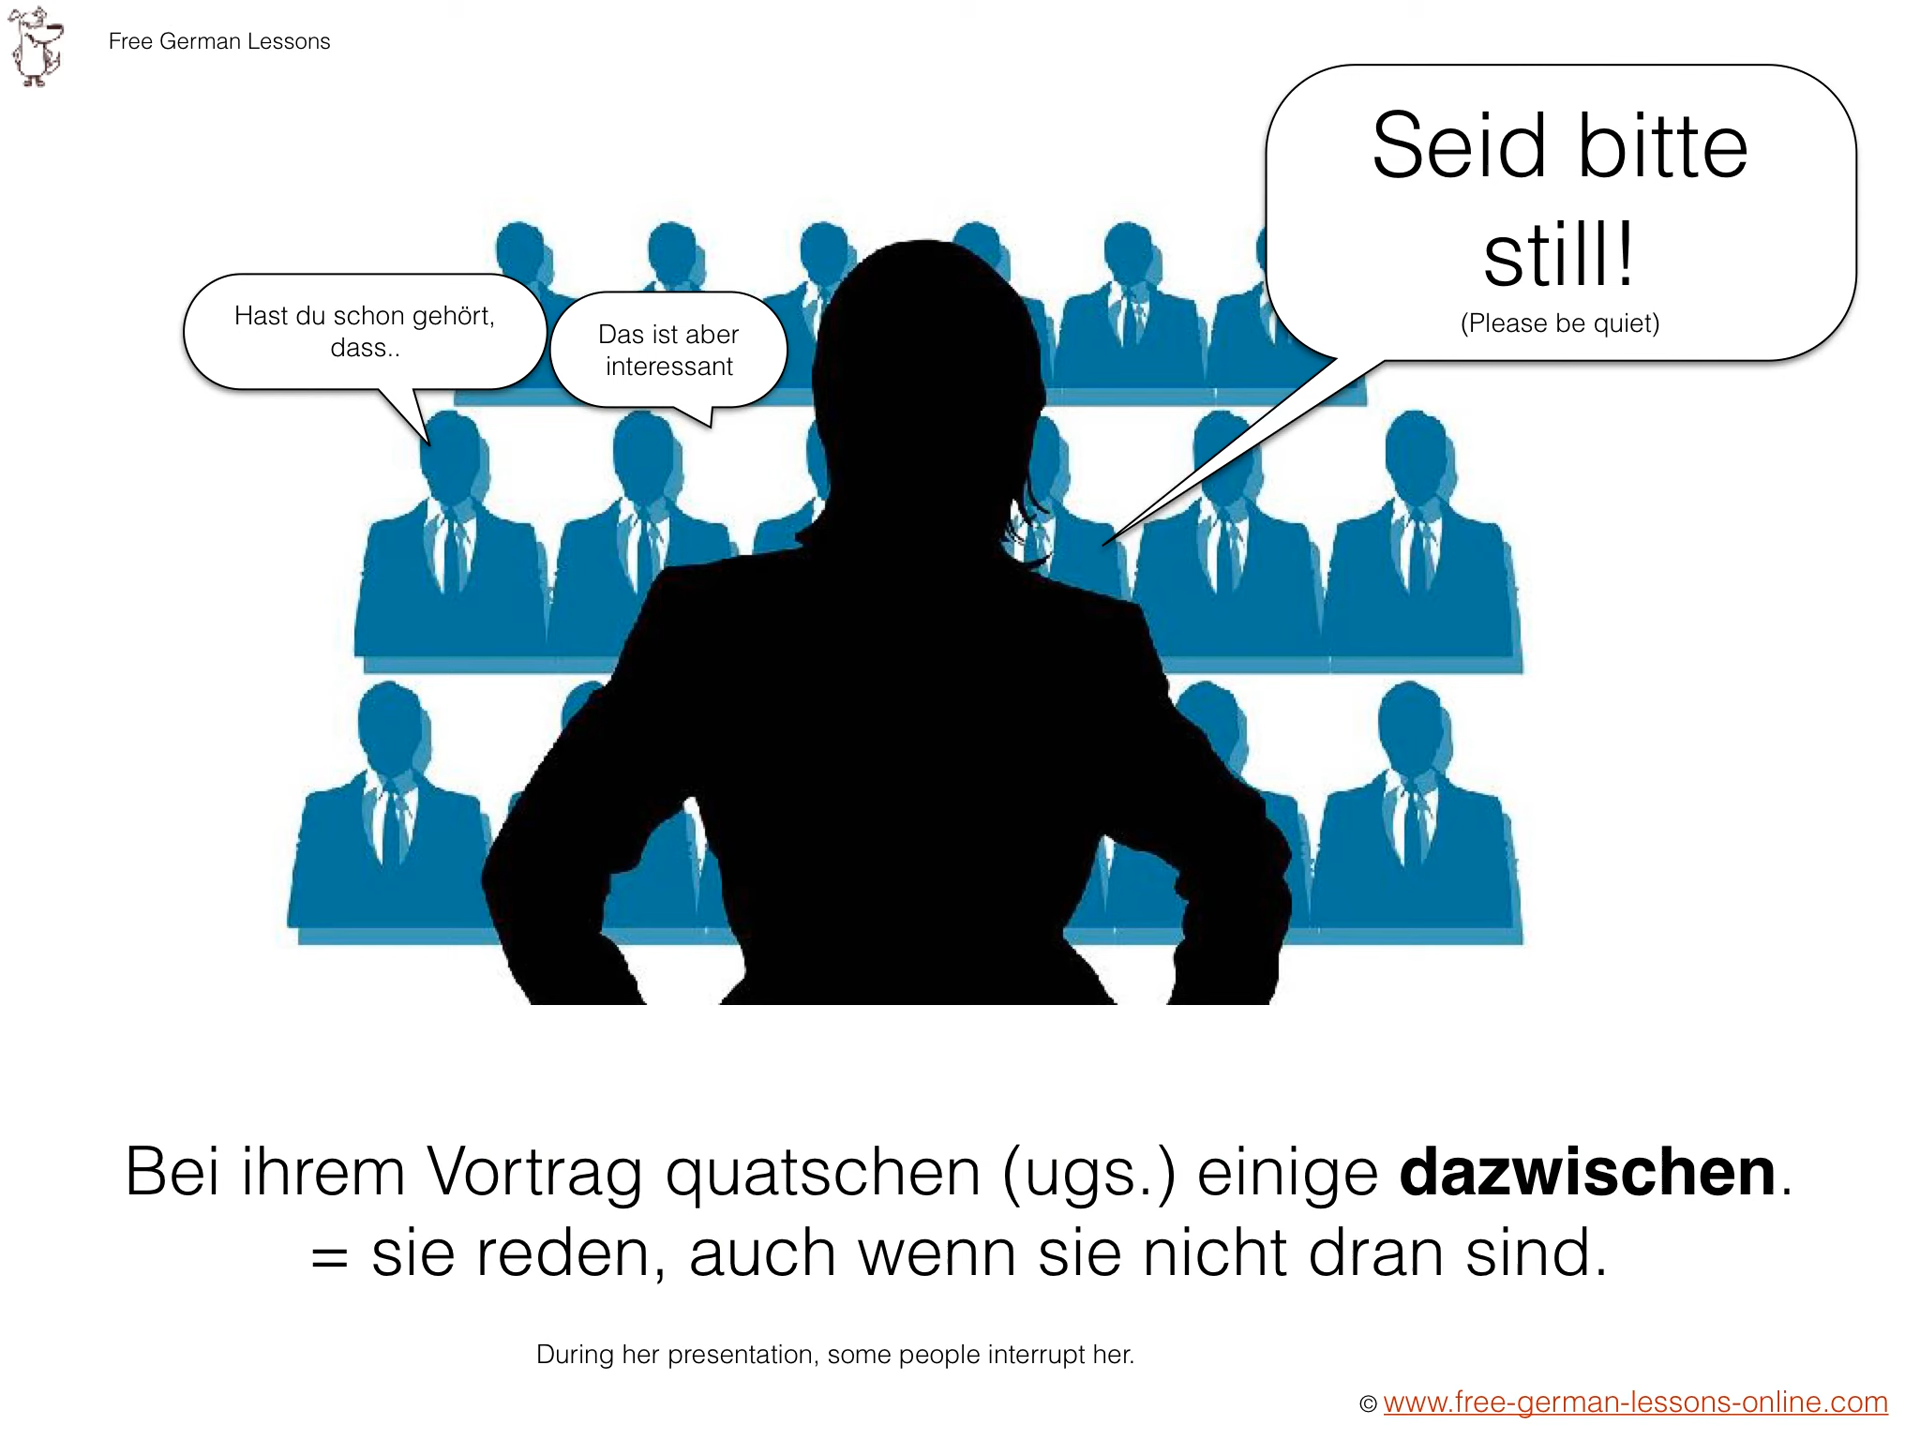 Free German Lessons
Seid bitte
still!
(Please be quiet)
Hast du schon gehört,
dass..
Das ist aber
interessant
Bei ihrem Vortrag quatschen (ugs.) einige dazwischen.
= sie reden, auch wenn sie nicht dran sind.
During her presentation, some people interrupt her.
© www.free-german-lessons-online.com